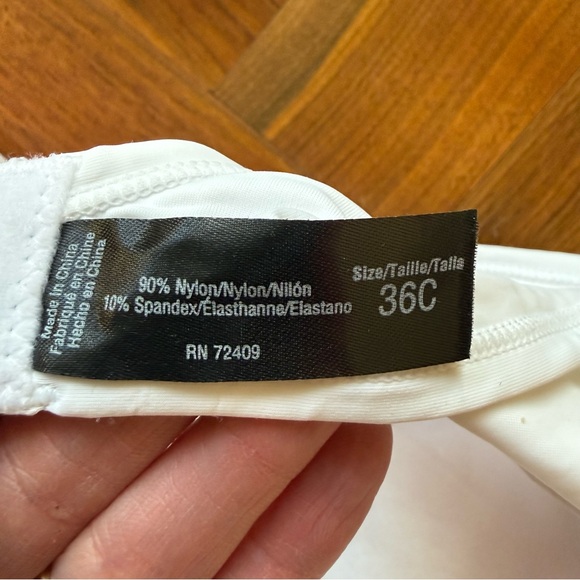 Made in China
Fabriqué en Chine
Hecho en China
90% Nylon/Nylon/Nilón
10% Spandex/Élasthanne/Elastano
RN 72409
Size/Taille/Talla
36C